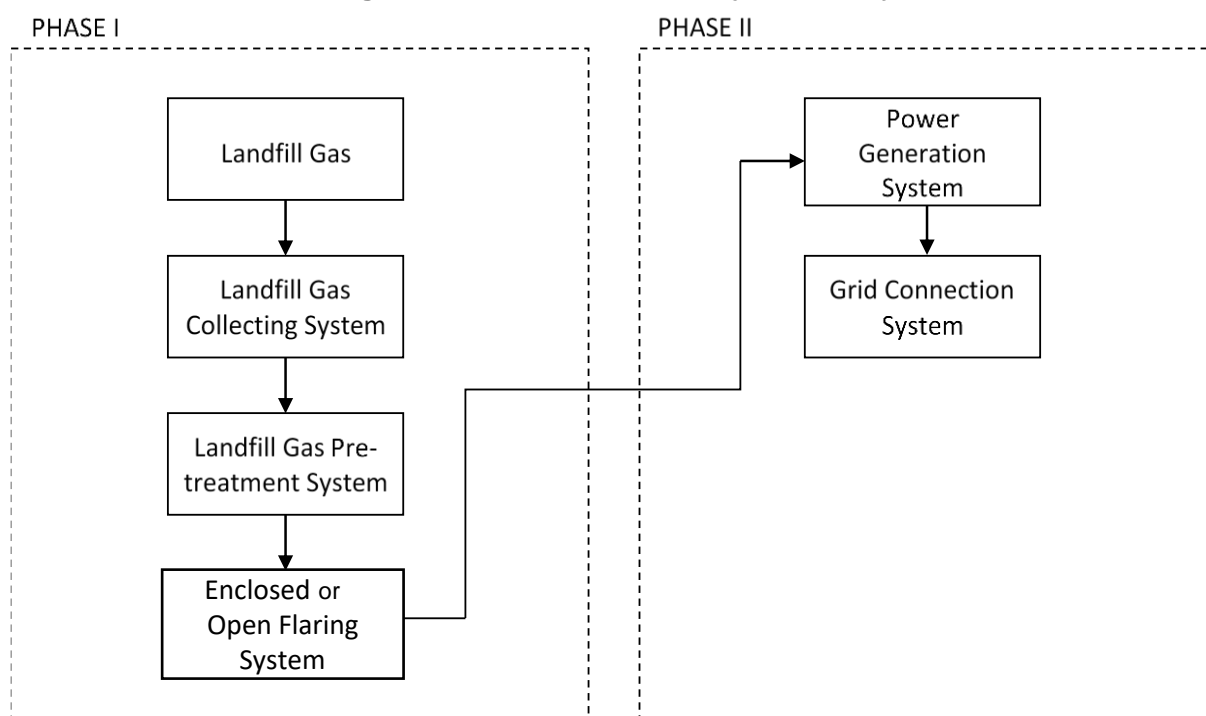 PHASE I
Landfill Gas
Landfill Gas
Collecting System
Landfill Gas Pre-
treatment System
Enclosed or
Open Flaring
System
PHASE II
Power
Generation
System
Grid Connection
System